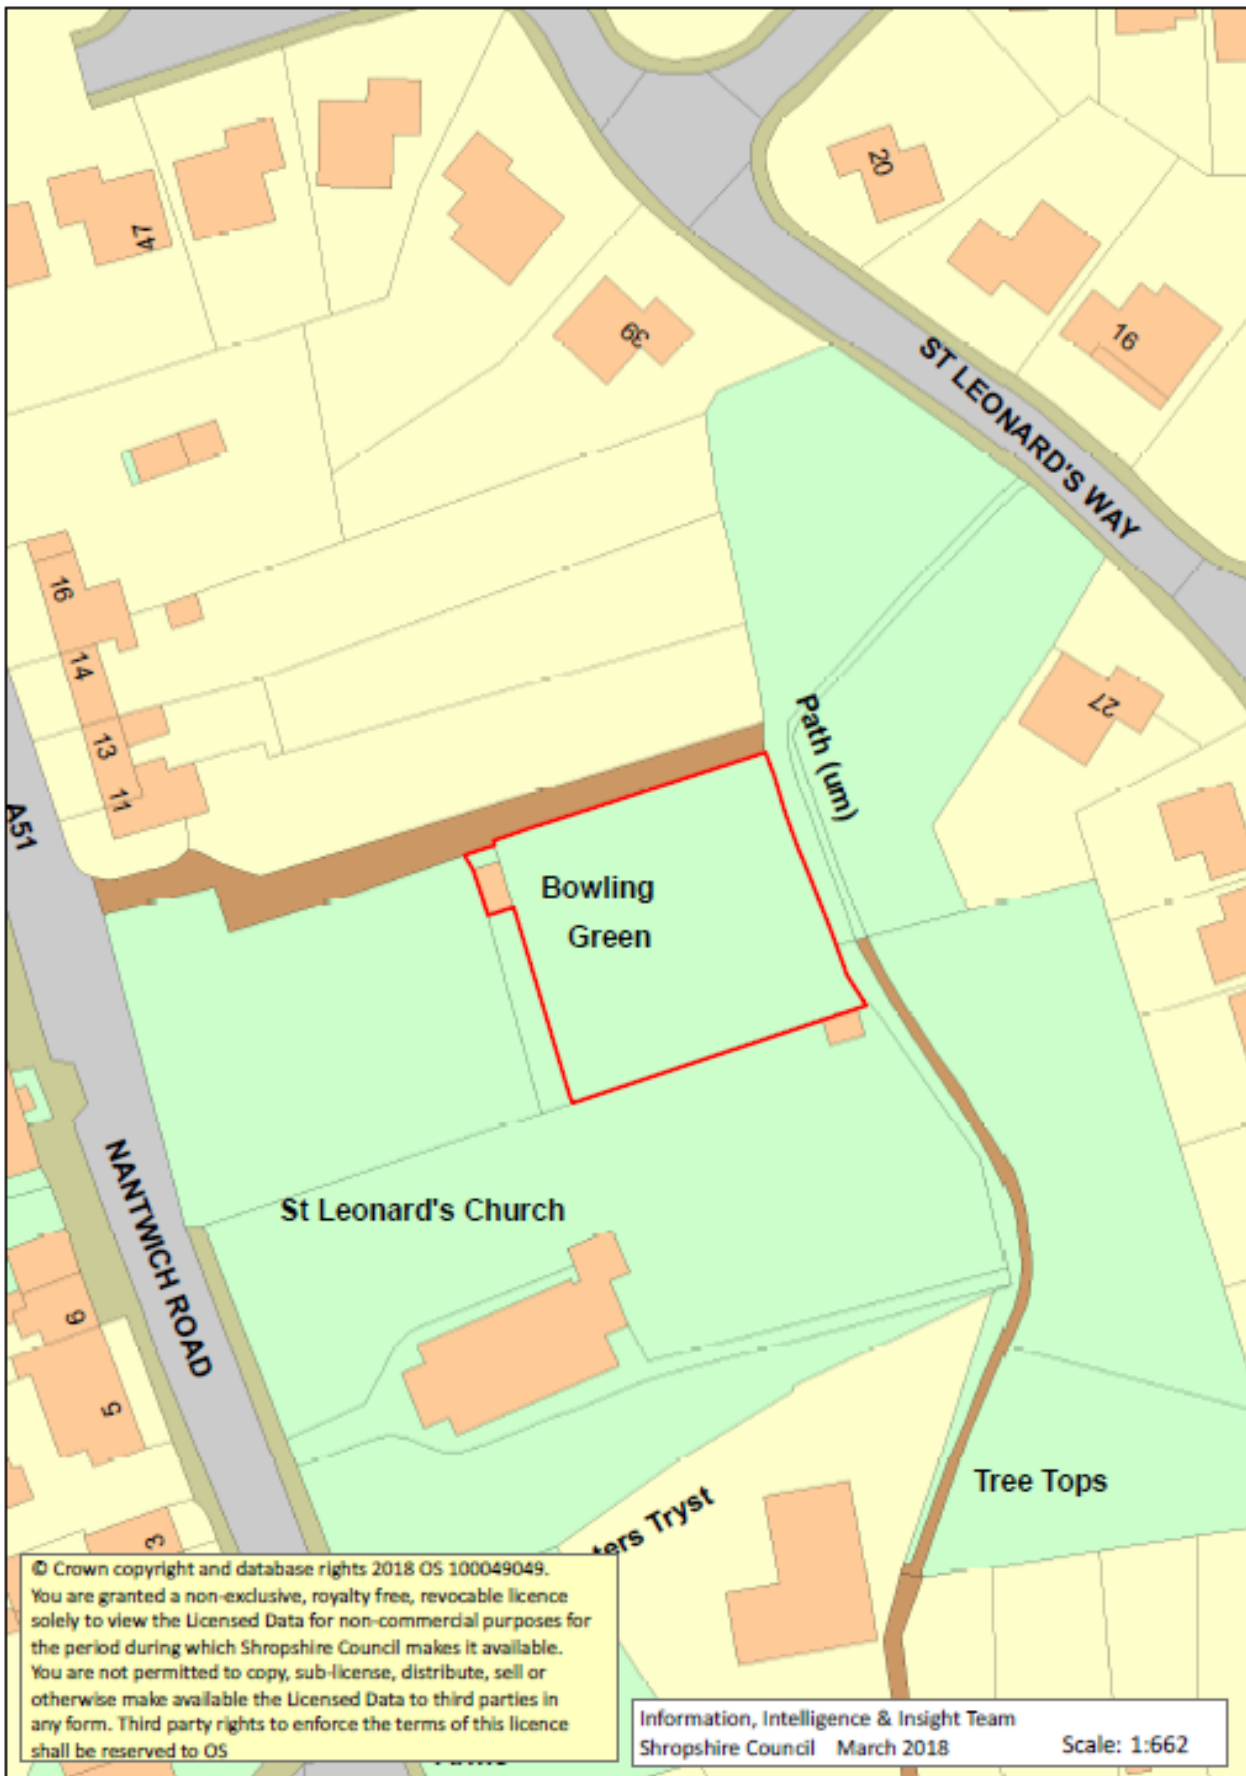 47
20
39
16
ST LEONARD'S WAY
16
14
13
11
27
Path (um)
A51
Bowling
Green
NANTWICH ROAD
St Leonard's Church
9
5
3
Tree Tops
ters Tryst
© Crown copyright and database rights 2018 OS 100049049.
You are granted a non-exclusive, royalty free, revocable licence
solely to view the Licensed Data for non-commercial purposes for
the period during which Shropshire Council makes it available.
You are not permitted to copy, sub-license, distribute, sell or
otherwise make available the Licensed Data to third parties in
any form. Third party rights to enforce the terms of this licence
shall be reserved to OS
Information, Intelligence & Insight Team
Shropshire Council March 2018
Scale: 1:662